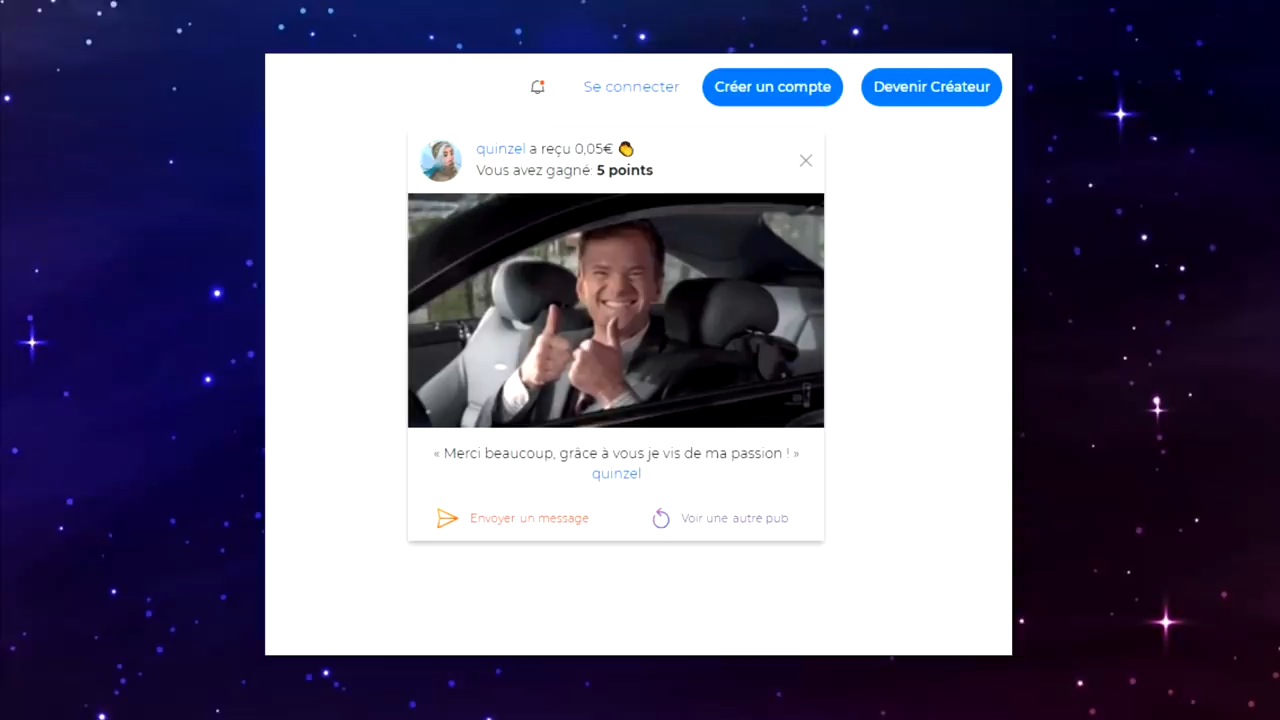 Se connecter
Créer un compte
Devenir Créateur
quinzel a reçu 0,05€ 👏
Vous avez gagné: 5 points
« Merci beaucoup, grâce à vous je vis de ma passion ! »
quinzel
Envoyer un message
Voir une autre pub